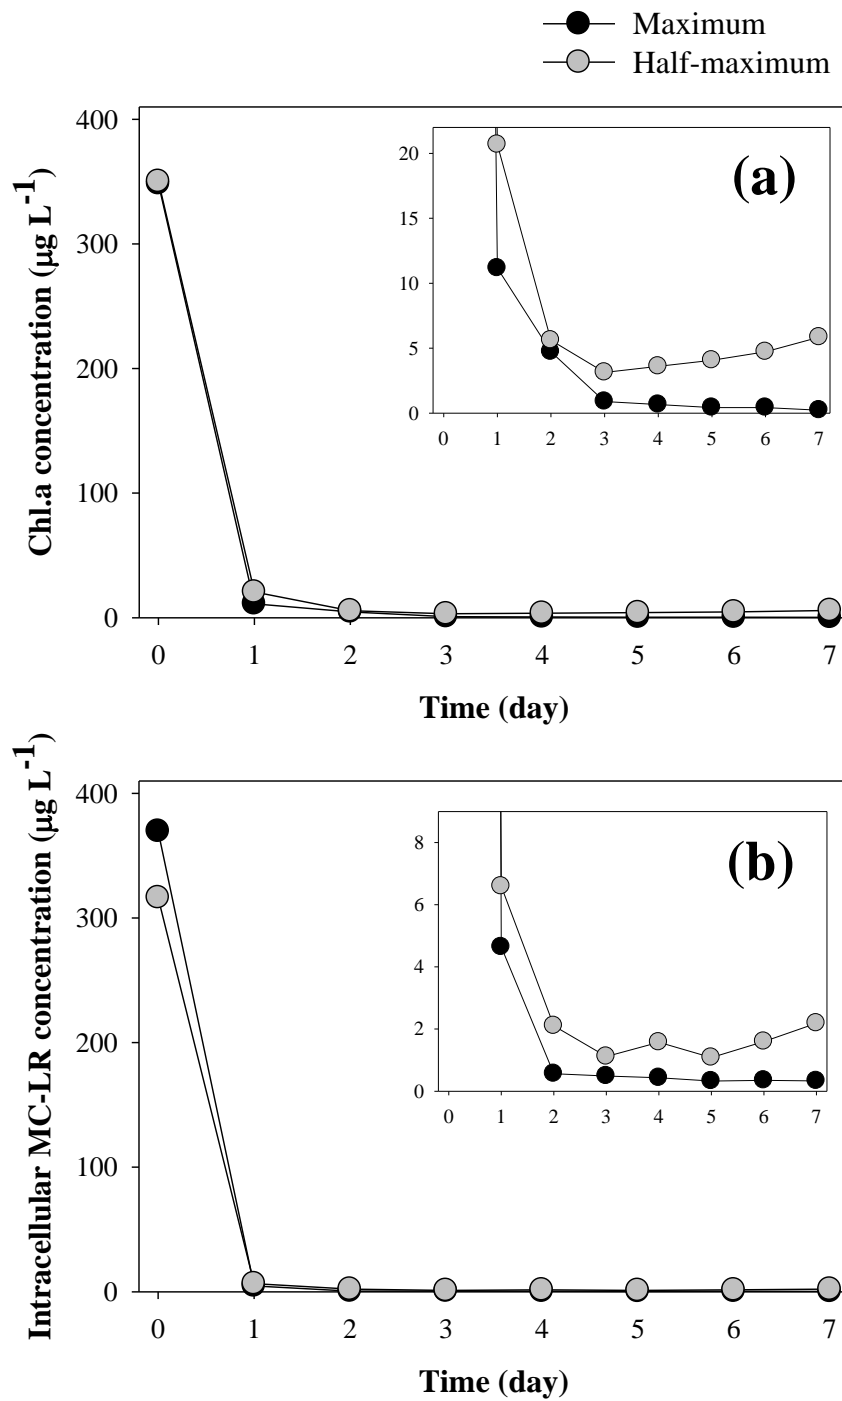 Maximum
Half-maximum
Chl.a concentration (µg L-1)
400
300
200
100
0
0 1 2 3 4 5 6 7
Time (day)
(a)
20
15
10
5
0
0 1 2 3 4 5 6 7
Intracellular MC-LR concentration (µg L-1)
400
300
200
100
0
0 1 2 3 4 5 6 7
Time (day)
(b)
8
6
4
2
0
0 1 2 3 4 5 6 7